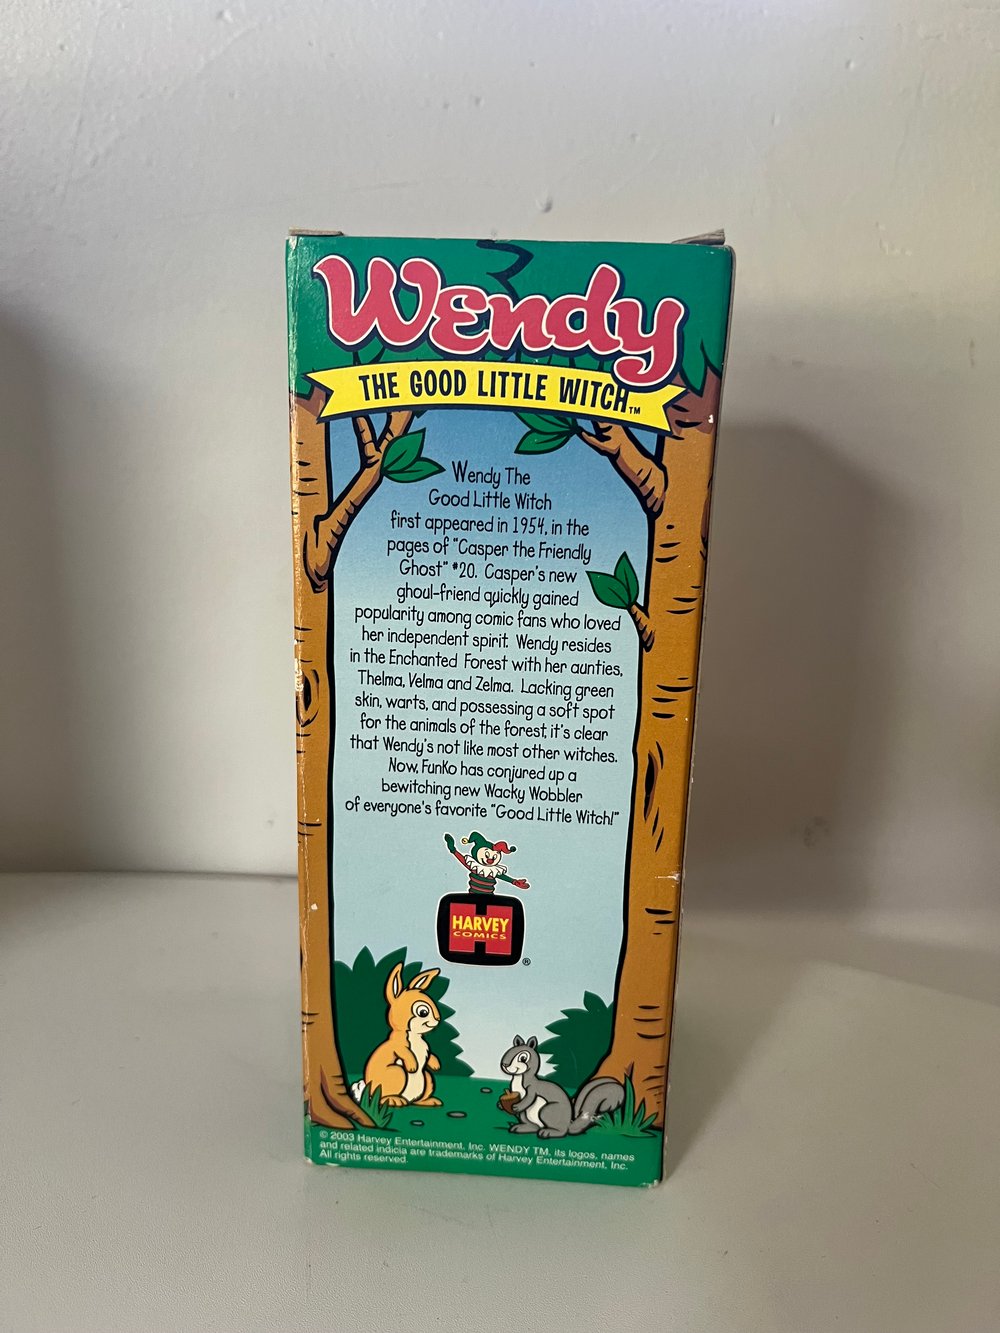 Wendy
THE GOOD LITTLE WITCH™
Wendy The
Good Little Witch
first appeared in 1954, in the
pages of "Casper the Friendly
Ghost" #20. Casper's new
ghoul-friend quickly gained
popularity among comic fans who loved
her independent spirit. Wendy resides
in the Enchanted Forest with her aunties,
Thelma, Velma and Zelma. Lacking green
skin, warts, and possessing a soft spot
for the animals of the forest, it's clear
that Wendy's not like most other witches.
Now, FunKo has conjured up a
bewitching new Wacky Wobbler
of everyone's favorite "Good Little Witch!"
H
HARVEY
COMICS
®
© 2003 Harvey Entertainment, Inc. WENDY TM, its logos, names
and related indicia are trademarks of Harvey Entertainment, Inc.
All rights reserved.